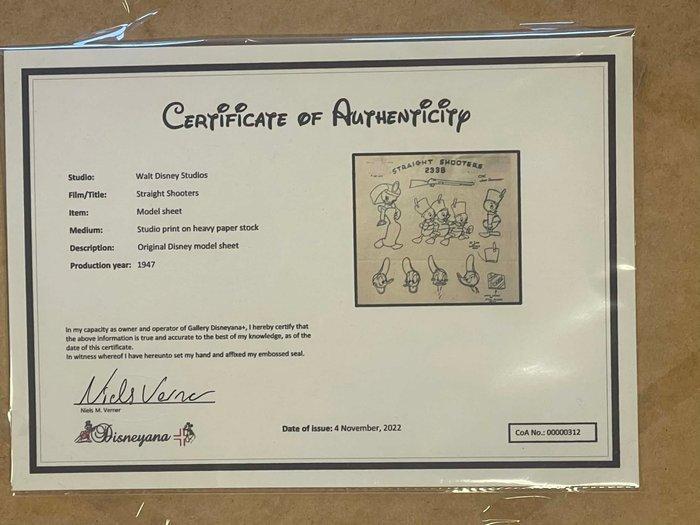 Certificate of Authenticity
Studio: Walt Disney Studios
Film/Title: Straight Shooters
Item: Model sheet
Medium: Studio print on heavy paper stock
Description: Original Disney model sheet
Production year: 1947
STRAIGHT SHOOTERS
2338
In my capacity as owner and operator of Gallery Disneyana+, I hereby certify that
the above information is true and accurate to the best of my knowledge, as of the
date of this certificate.
In witness whereof I have hereunto set my hand and affixed my embossed seal.
Niels Verner
Niels M. Verner
Disneyana
Date of issue: 4 November, 2022
CoA No.: 00000312